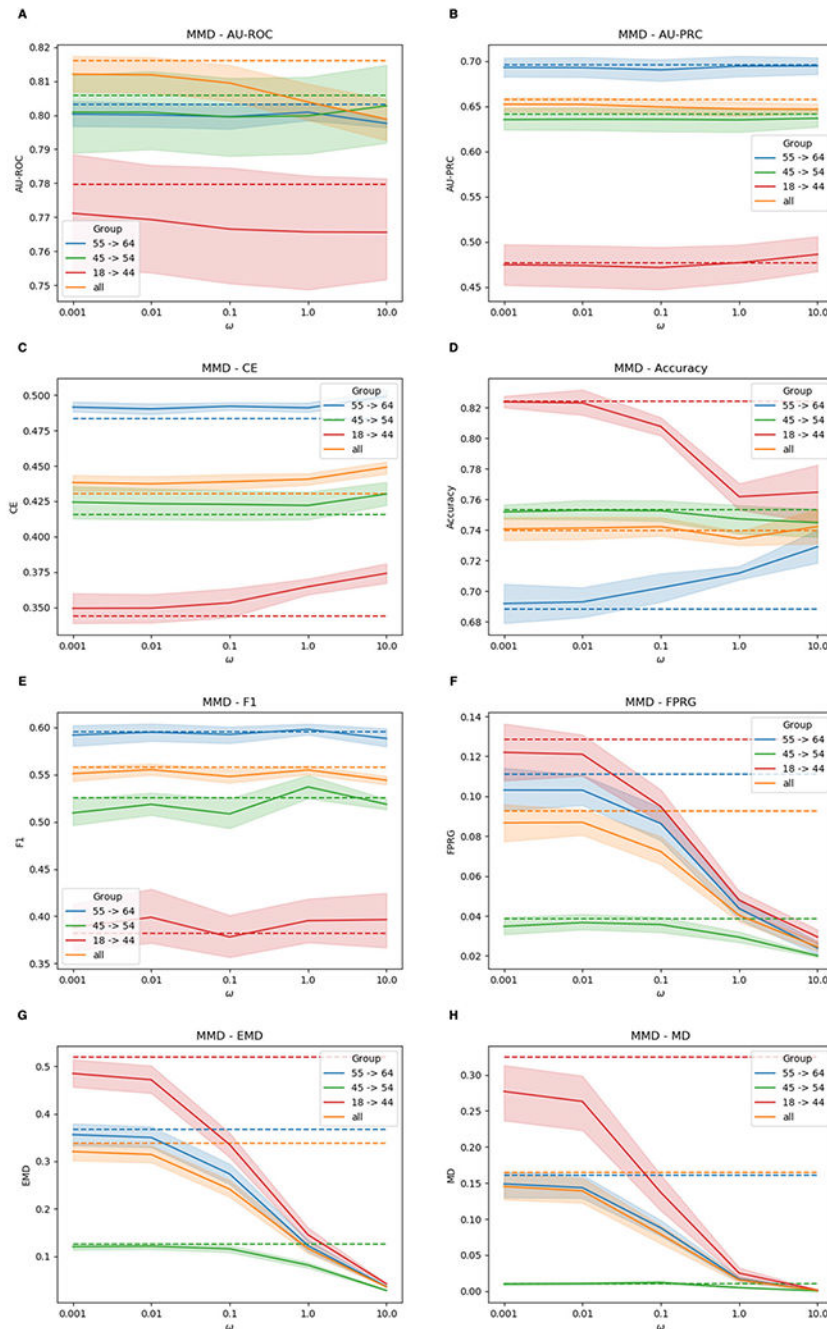 A
MMD - AU-ROC
0.82
0.81
0.80
0.79
0.78
0.77
0.76
0.75
AU-ROC
Group
55 -> 64
45 -> 54
18 -> 44
all
0.001 0.01 0.1 1.0 10.0
ω
B
MMD - AU-PRC
0.70
0.65
0.60
0.55
0.50
0.45
AU-PRC
Group
55 -> 64
45 -> 54
18 -> 44
all
0.001 0.01 0.1 1.0 10.0
ω
C
MMD - CE
0.500
0.475
0.450
0.425
0.400
0.375
0.350
CE
Group
55 -> 64
45 -> 54
18 -> 44
all
0.001 0.01 0.1 1.0 10.0
ω
D
MMD - Accuracy
0.82
0.80
0.78
0.76
0.74
0.72
0.70
0.68
Accuracy
Group
55 -> 64
45 -> 54
18 -> 44
all
0.001 0.01 0.1 1.0 10.0
ω
E
MMD - F1
0.60
0.55
0.50
0.45
0.40
0.35
F1
Group
55 -> 64
45 -> 54
18 -> 44
all
0.001 0.01 0.1 1.0 10.0
ω
F
MMD - FPRG
0.14
0.12
0.10
0.08
0.06
0.04
0.02
FPRG
Group
55 -> 64
45 -> 54
18 -> 44
all
0.001 0.01 0.1 1.0 10.0
ω
G
MMD - EMD
0.5
0.4
0.3
0.2
0.1
EMD
Group
55 -> 64
45 -> 54
18 -> 44
all
0.001 0.01 0.1 1.0 10.0
ω
H
MMD - MD
0.30
0.25
0.20
0.15
0.10
0.05
0.00
MD
Group
55 -> 64
45 -> 54
18 -> 44
all
0.001 0.01 0.1 1.0 10.0
ω